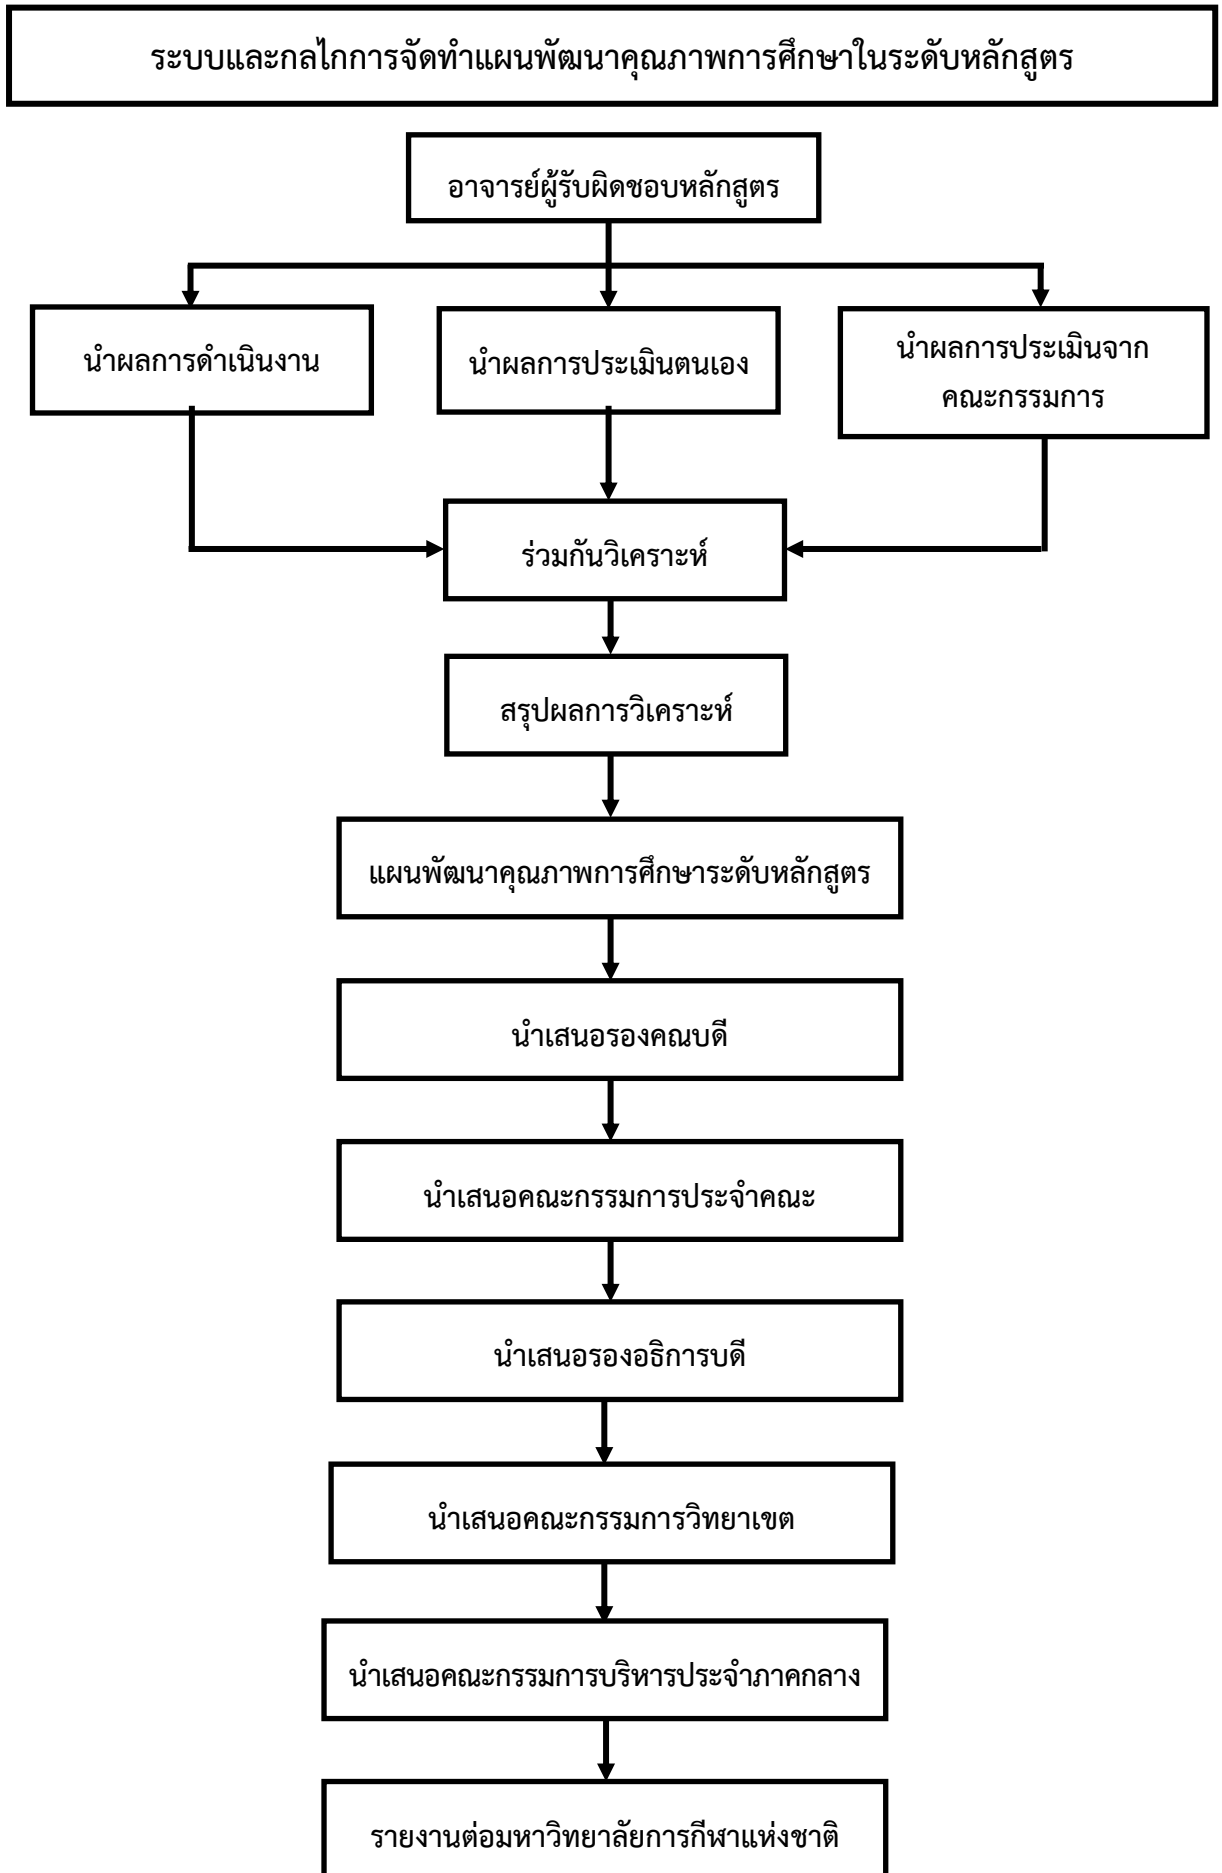 ระบบและกลไกการจัดทำแผนพัฒนาคุณภาพการศึกษาในระดับหลักสูตร
อาจารย์ผู้รับผิดชอบหลักสูตร
นำผลการดำเนินงาน
นำผลการประเมินตนเอง
นำผลการประเมินจาก
คณะกรรมการ
ร่วมกันวิเคราะห์
สรุปผลการวิเคราะห์
แผนพัฒนาคุณภาพการศึกษาระดับหลักสูตร
นำเสนอรองคณบดี
นำเสนอคณะกรรมการประจำคณะ
นำเสนอรองอธิการบดี
นำเสนอคณะกรรมการวิทยาเขต
นำเสนอคณะกรรมการบริหารประจำภาคกลาง
รายงานต่อมหาวิทยาลัยการกีฬาแห่งชาติ